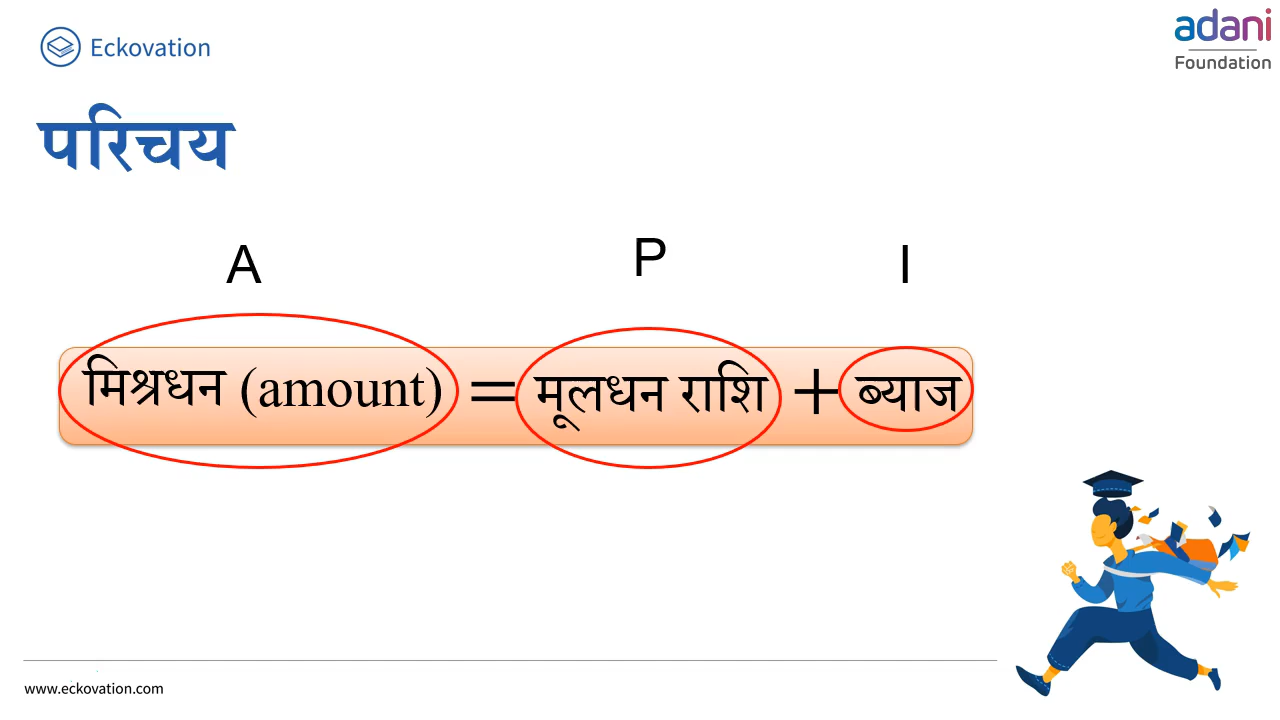 Eckovation
adani
Foundation
परिचय
A P I
मिश्रधन (amount) = मूलधन राशि + ब्याज
www.eckovation.com